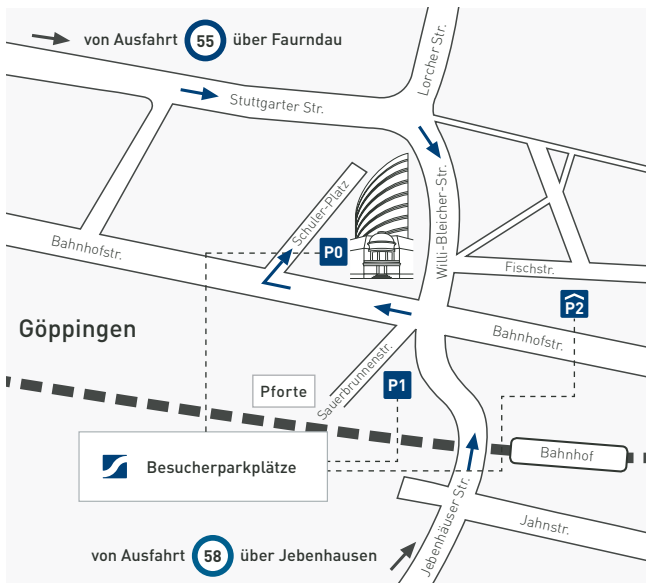 von Ausfahrt 55 über Faurndau
Lorcher Str.
Stuttgarter Str.
Willi-Bleicher-Str.
Schuler-Platz
Bahnhofstr.
P0
Fischstr.
P2
Göppingen
Bahnhofstr.
Sauerbrunnenstr.
Pforte
P1
Besucherparkplätze
Bahnhof
Jebenhäuser Str.
Jahnstr.
von Ausfahrt 58 über Jebenhausen